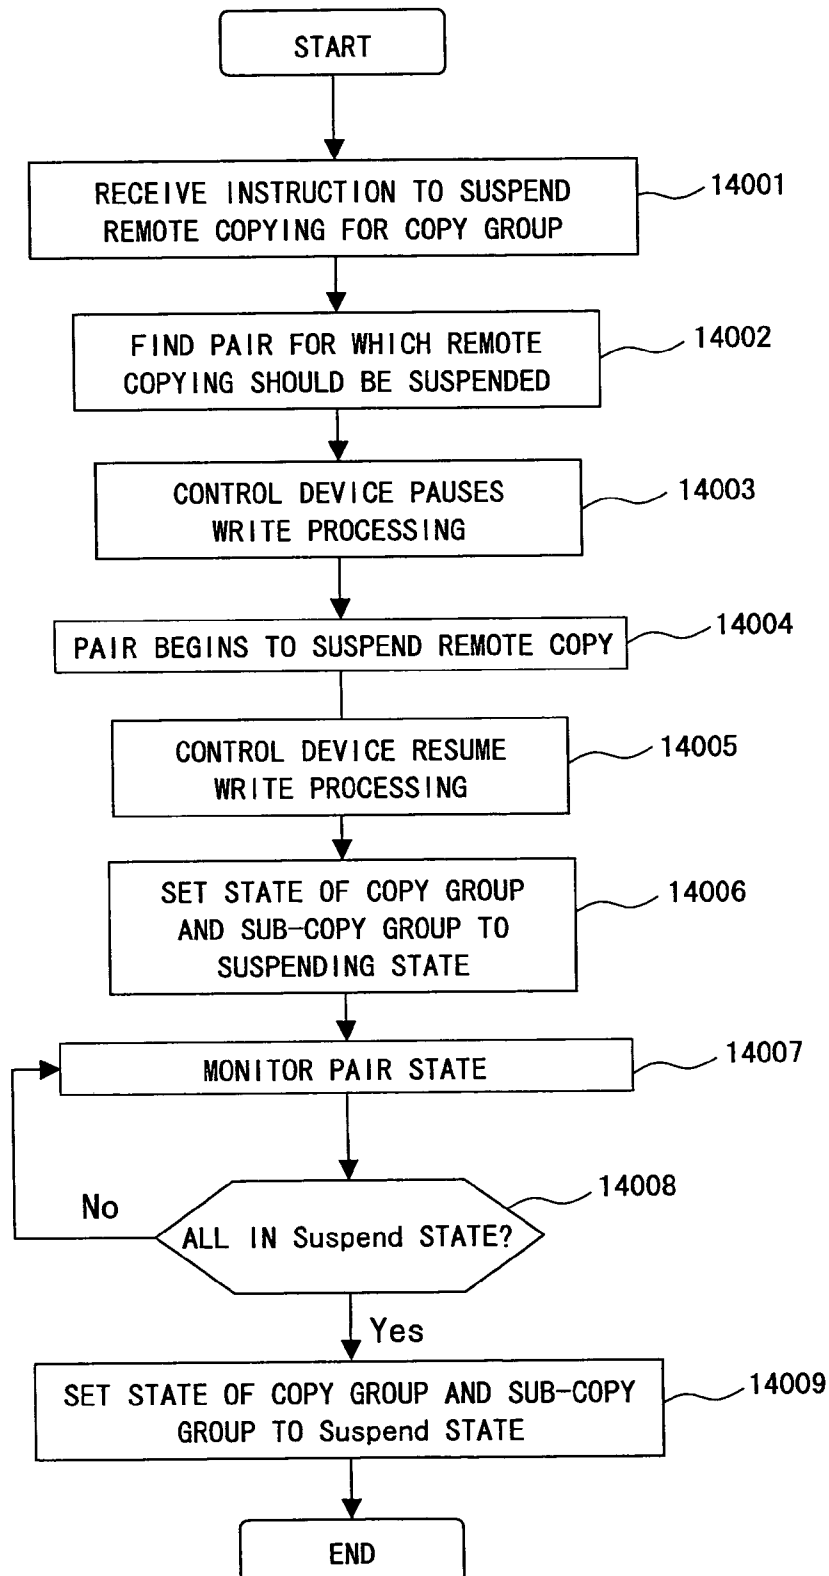 START
RECEIVE INSTRUCTION TO SUSPEND
REMOTE COPYING FOR COPY GROUP
14001
FIND PAIR FOR WHICH REMOTE
COPYING SHOULD BE SUSPENDED
14002
CONTROL DEVICE PAUSES
WRITE PROCESSING
14003
PAIR BEGINS TO SUSPEND REMOTE COPY
14004
CONTROL DEVICE RESUME
WRITE PROCESSING
14005
SET STATE OF COPY GROUP
AND SUB-COPY GROUP TO
SUSPENDING STATE
14006
MONITOR PAIR STATE
14007
ALL IN Suspend STATE?
14008
No
Yes
SET STATE OF COPY GROUP AND SUB-COPY
GROUP TO Suspend STATE
14009
END